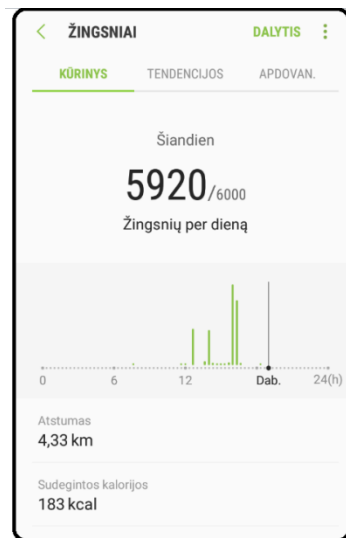 ŽINGSNIAI DALYTIS
KŪRINYS TENDENCIJOS APDOVAN.
Šiandien
5920/6000
Žingsnių per dieną
0 6 12 Dab. 24(h)
Atstumas
4,33 km
Sudegintos kalorijos
183 kcal